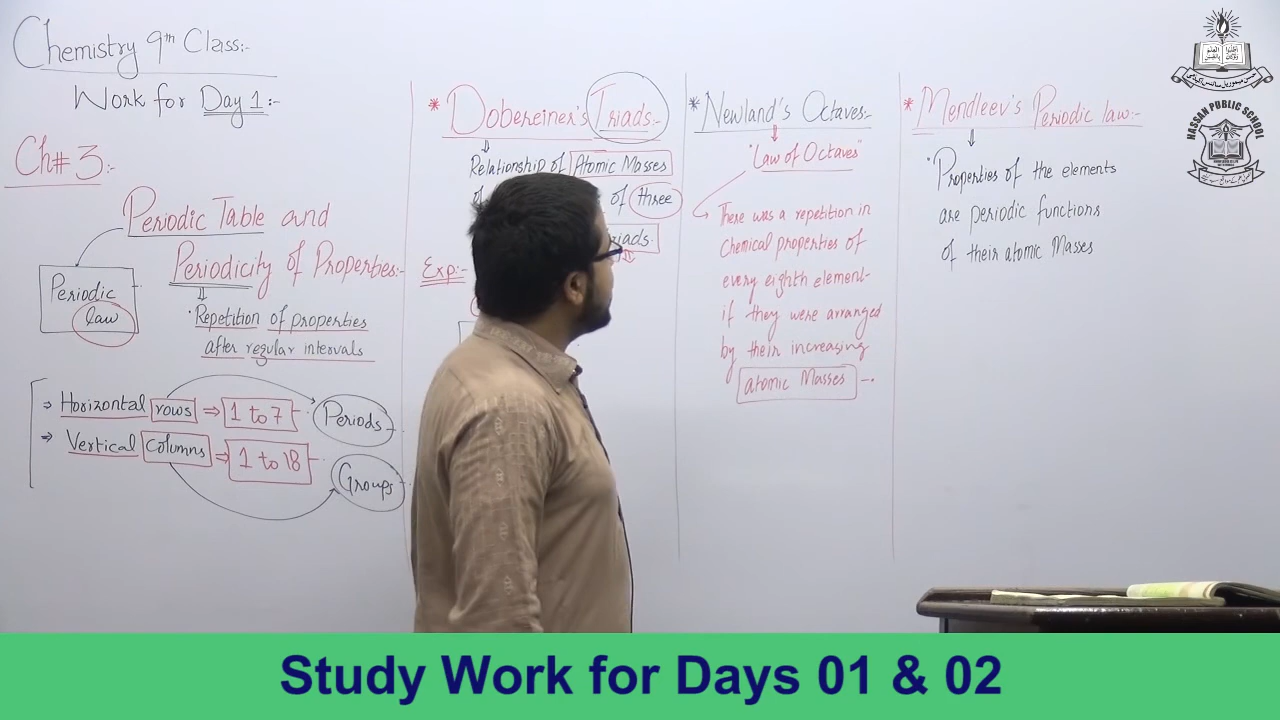 Chemistry 9th Class:-
Work for Day 1:-
Ch# 3:-
Periodic Table and
Periodicity of Properties:-
Periodic
law
Repetition of properties
after regular intervals
Horizontal rows ⇒ 1 to 7
Periods
Vertical columns ⇒ 1 to 18
Groups
* Dobereiner's Triads:-
Relationship of Atomic Masses
of three
Triads.
Exp:-
* Newland's Octaves:-
"Law of Octaves"
There was a repetition in
chemical properties of
every eighth element
if they were arranged
by their increasing
atomic Masses
* Mendleev's Periodic law:-
"Properties of the elements
are periodic functions
of their atomic Masses
HASSAN PUBLIC SCHOOL
Study Work for Days 01 & 02